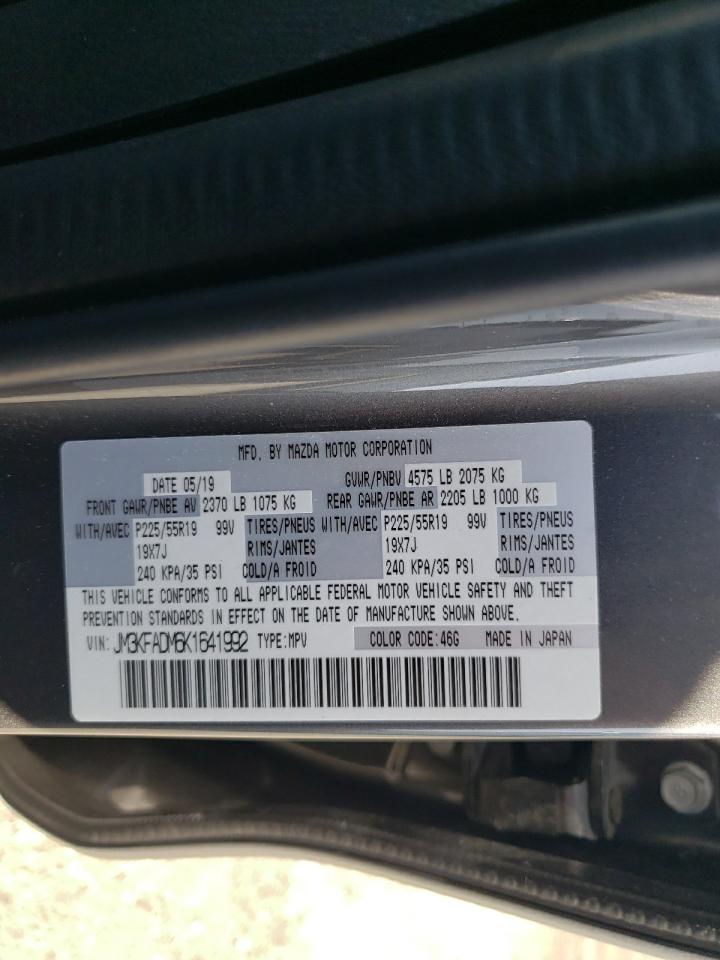 MFD. BY MAZDA MOTOR CORPORATION
DATE 05/19 GVWR/PNBV 4575 LB 2075 KG
FRONT GAWR/PNBE AV 2370 LB 1075 KG REAR GAWR/PNBE AR 2205 LB 1000 KG
WITH/AVEC P225/55R19 99V TIRES/PNEUS WITH/AVEC P225/55R19 99V TIRES/PNEUS
19X7J RIMS/JANTES 19X7J RIMS/JANTES
240 KPA/35 PSI COLD/A FROID 240 KPA/35 PSI COLD/A FROID
THIS VEHICLE CONFORMS TO ALL APPLICABLE FEDERAL MOTOR VEHICLE SAFETY AND THEFT
PREVENTION STANDARDS IN EFFECT ON THE DATE OF MANUFACTURE SHOWN ABOVE.
VIN: JM3KFADM6K1641992 TYPE:MPV COLOR CODE:46G MADE IN JAPAN